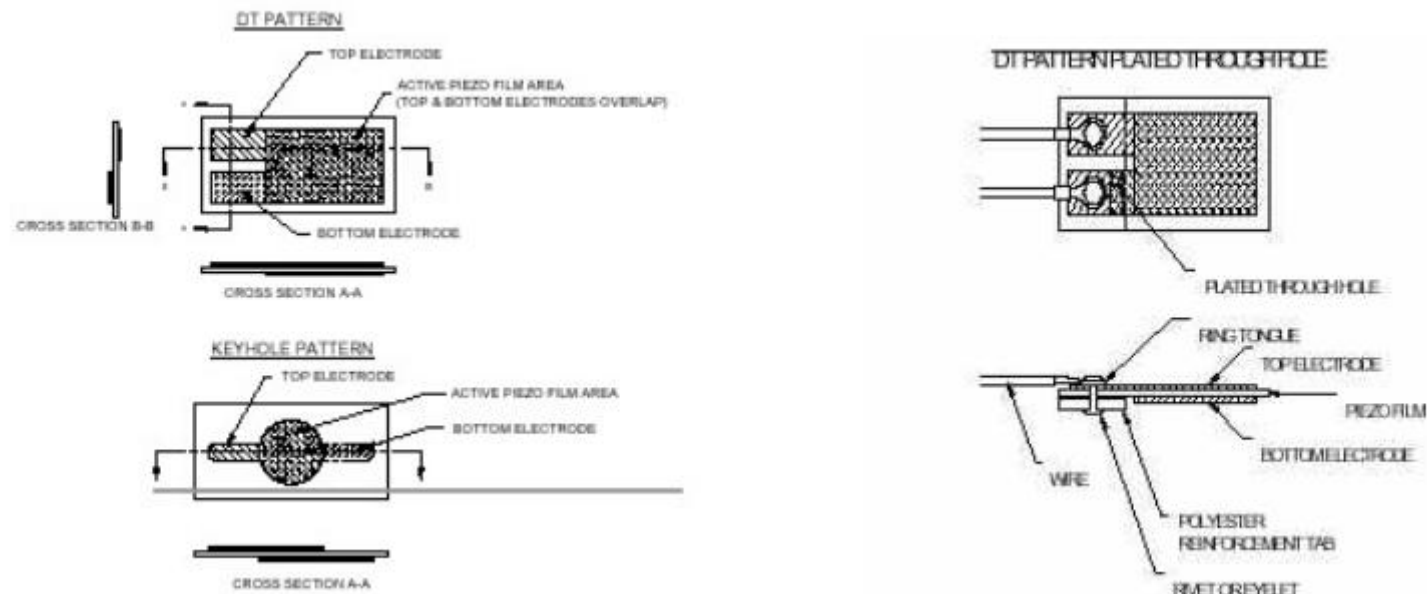 DT PATTERN
TOP ELECTRODE
ACTIVE PIEZO FILM AREA
(TOP & BOTTOM ELECTRODES OVERLAP)
CROSS SECTION B-B
BOTTOM ELECTRODE
CROSS SECTION A-A
KEYHOLE PATTERN
TOP ELECTRODE
ACTIVE PIEZO FILM AREA
BOTTOM ELECTRODE
CROSS SECTION A-A
DT PATTERN PLATED THROUGH HOLE
PLATED THROUGH HOLE
RING TONGUE
TOP ELECTRODE
PIEZO FILM
BOTTOM ELECTRODE
WIRE
POLYESTER
REINFORCEMENT TAB
RIVET OR EYELET